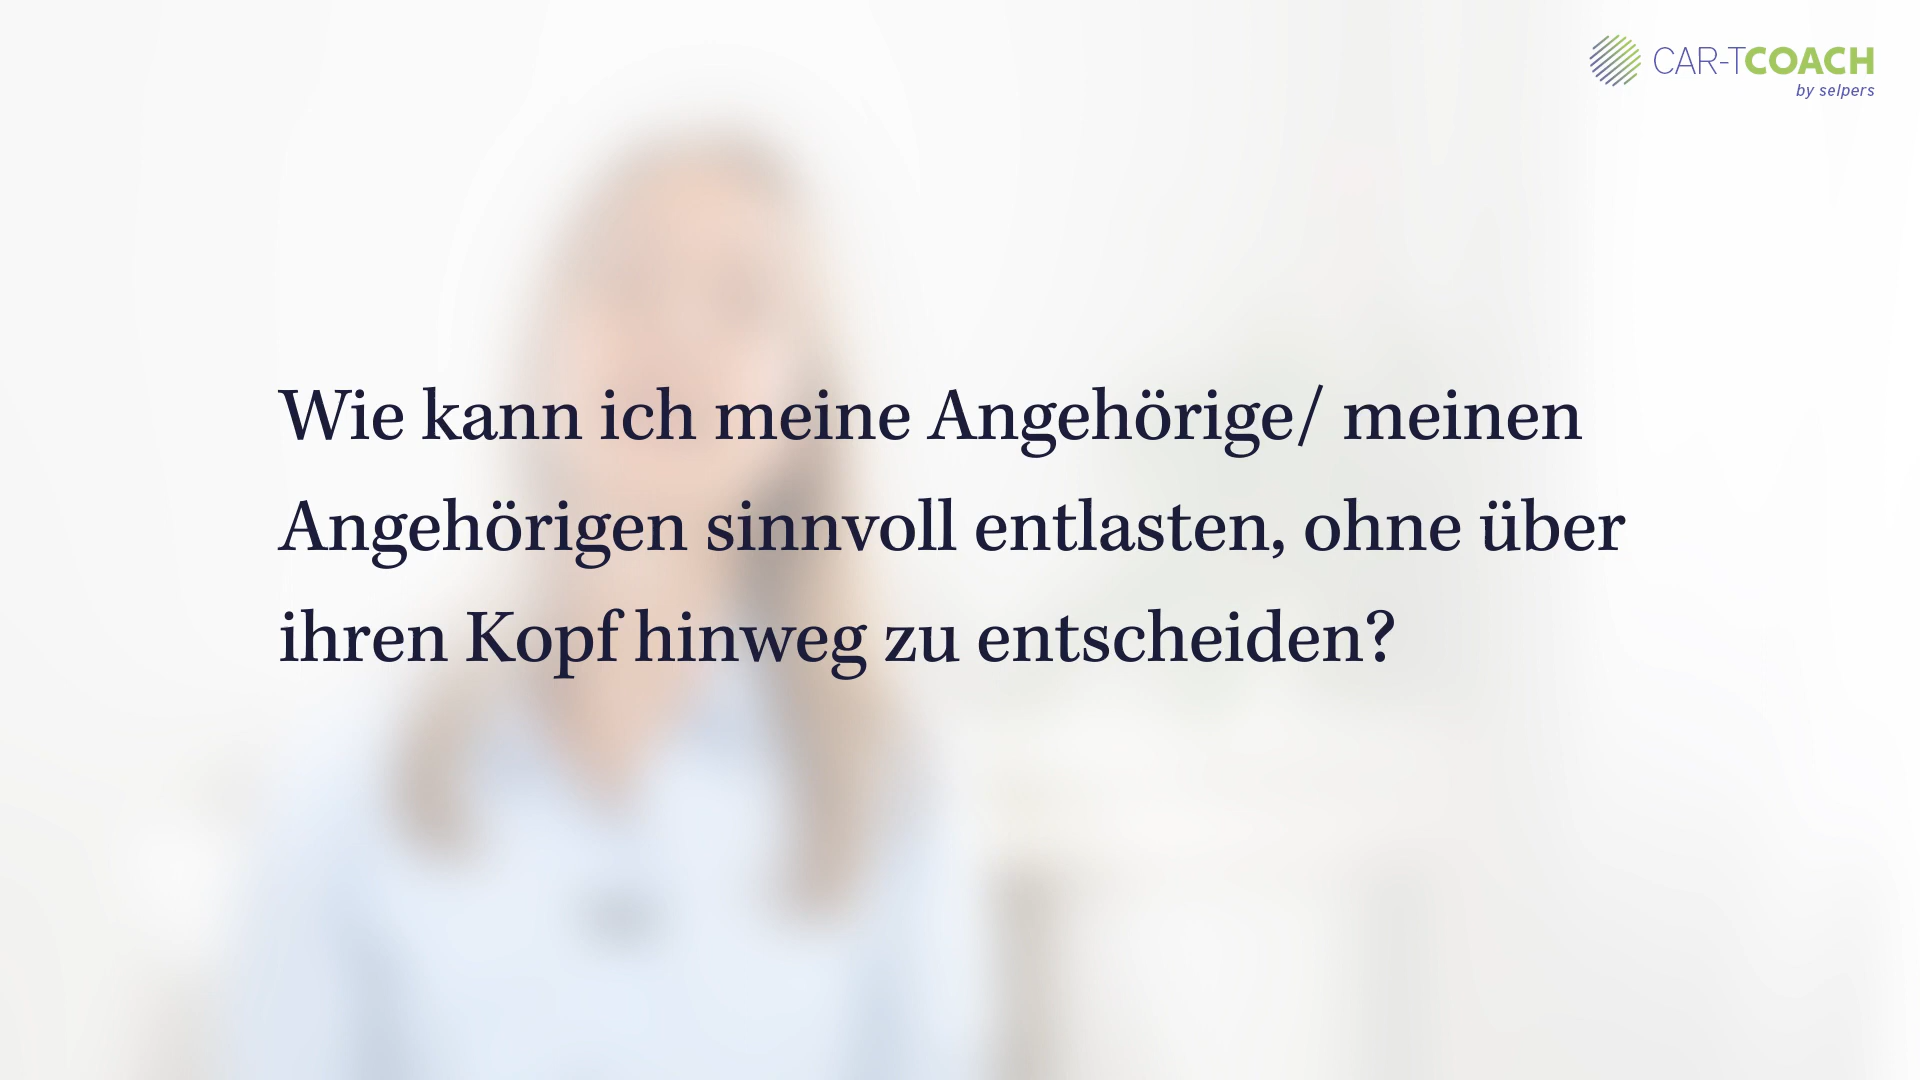 CAR-TCOACH
by selpers
Wie kann ich meine Angehörige/ meinen
Angehörigen sinnvoll entlasten, ohne über
ihren Kopf hinweg zu entscheiden?